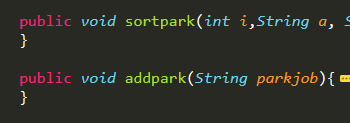 public void sortpark(int i,String a, S
}
public void addpark(String parkjob){
}